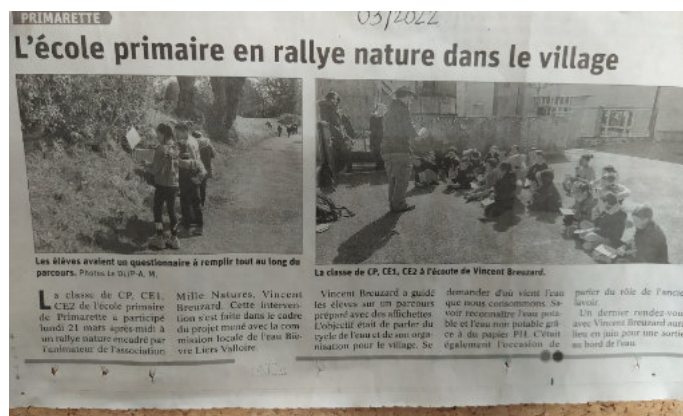 PRIMARETTE
03/2022
L'école primaire en rallye nature dans le village
Les élèves avaient un questionnaire à remplir tout au long du
parcours. Photos Le DL/P-A. M.
La classe de CP, CE1, CE2 à l'écoute de Vincent Breuzard.
La classe de CP, CE1,
CE2 de l'école primaire
de Primarette a participé
lundi 21 mars après-midi à
un rallye nature encadré par
l'animateur de l'association
Mille Natures, Vincent
Breuzard. Cette interven-
tion s'est faite dans le cadre
du projet mené avec la com-
mission locale de l'eau Biè-
vre Liers Valloire.
Vincent Breuzard a guidé
les élèves sur un parcours
préparé avec des affichettes.
L'objectif était de parler du
cycle de l'eau et de son orga-
nisation pour le village. Se
demander d'où vient l'eau
que nous consommons. Sa-
voir reconnaître l'eau pota-
ble et l'eau non potable grâ-
ce à du papier PH. C'était
également l'occasion de
parler du rôle de l'ancien
lavoir.
Un dernier rendez-vous
avec Vincent Breuzard aura
lieu en juin pour une sortie
au bord de l'eau.